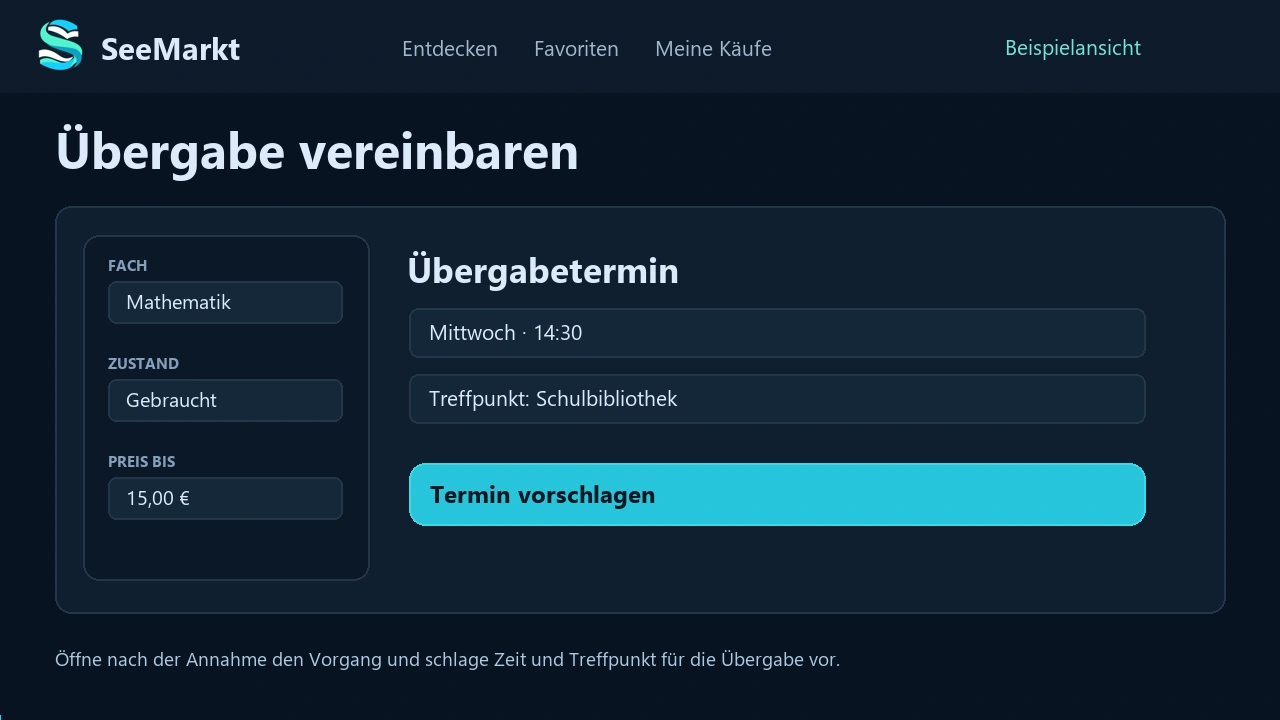 SeeMarkt
Entdecken
Favoriten
Meine Käufe
Beispielansicht
Übergabe vereinbaren
FACH
Mathematik
ZUSTAND
Gebraucht
PREIS BIS
15,00 €
Übergabetermin
Mittwoch · 14:30
Treffpunkt: Schulbibliothek
Termin vorschlagen
Öffne nach der Annahme den Vorgang und schlage Zeit und Treffpunkt für die Übergabe vor.